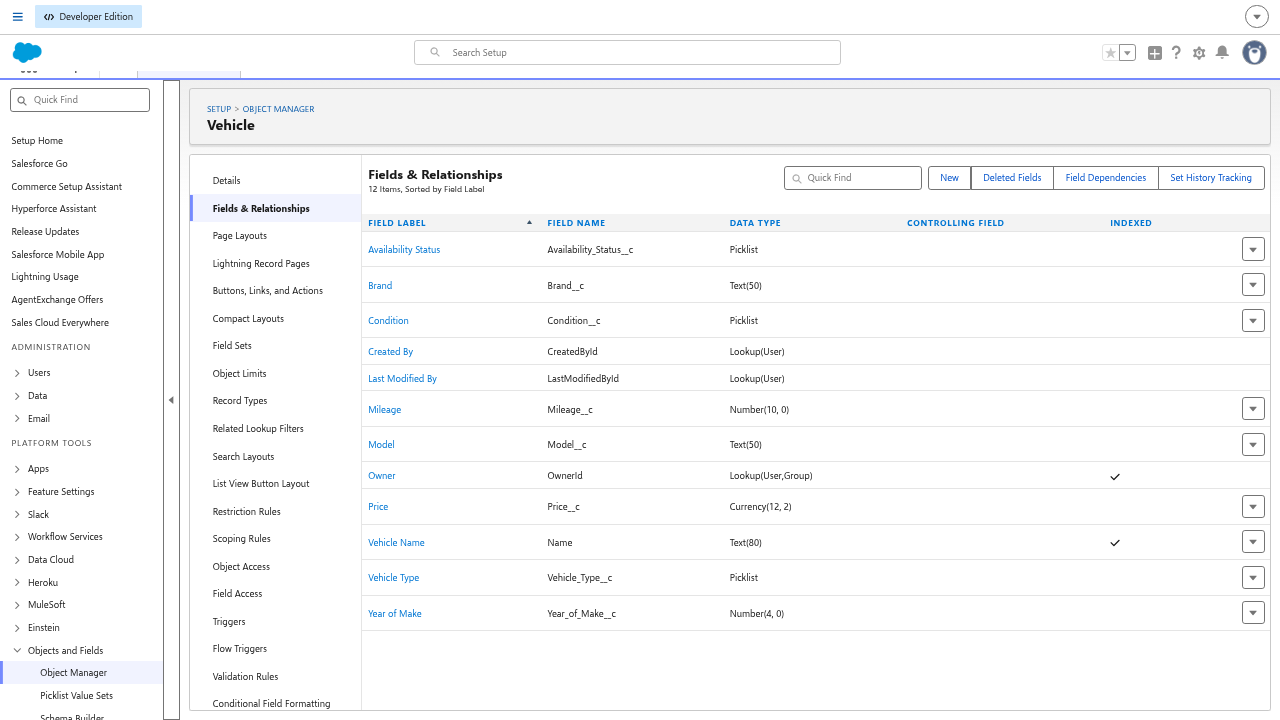 Developer Edition
Search Setup
Quick Find
Setup Home
Salesforce Go
Commerce Setup Assistant
Hyperforce Assistant
Release Updates
Salesforce Mobile App
Lightning Usage
AgentExchange Offers
Sales Cloud Everywhere
ADMINISTRATION
Users
Data
Email
PLATFORM TOOLS
Apps
Feature Settings
Slack
Workflow Services
Data Cloud
Heroku
MuleSoft
Einstein
Objects and Fields
Object Manager
Picklist Value Sets
Schema Builder
SETUP > OBJECT MANAGER
Vehicle
Details
Fields & Relationships
Page Layouts
Lightning Record Pages
Buttons, Links, and Actions
Compact Layouts
Field Sets
Object Limits
Record Types
Related Lookup Filters
Search Layouts
List View Button Layout
Restriction Rules
Scoping Rules
Object Access
Field Access
Triggers
Flow Triggers
Validation Rules
Conditional Field Formatting
Fields & Relationships
12 Items, Sorted by Field Label
Quick Find
New Deleted Fields Field Dependencies Set History Tracking
FIELD LABEL FIELD NAME DATA TYPE CONTROLLING FIELD INDEXED
Availability Status Availability_Status__c Picklist
Brand Brand__c Text(50)
Condition Condition__c Picklist
Created By CreatedById Lookup(User)
Last Modified By LastModifiedById Lookup(User)
Mileage Mileage__c Number(10, 0)
Model Model__c Text(50)
Owner OwnerId Lookup(User,Group)
Price Price__c Currency(12, 2)
Vehicle Name Name Text(80)
Vehicle Type Vehicle_Type__c Picklist
Year of Make Year_of_Make__c Number(4, 0)